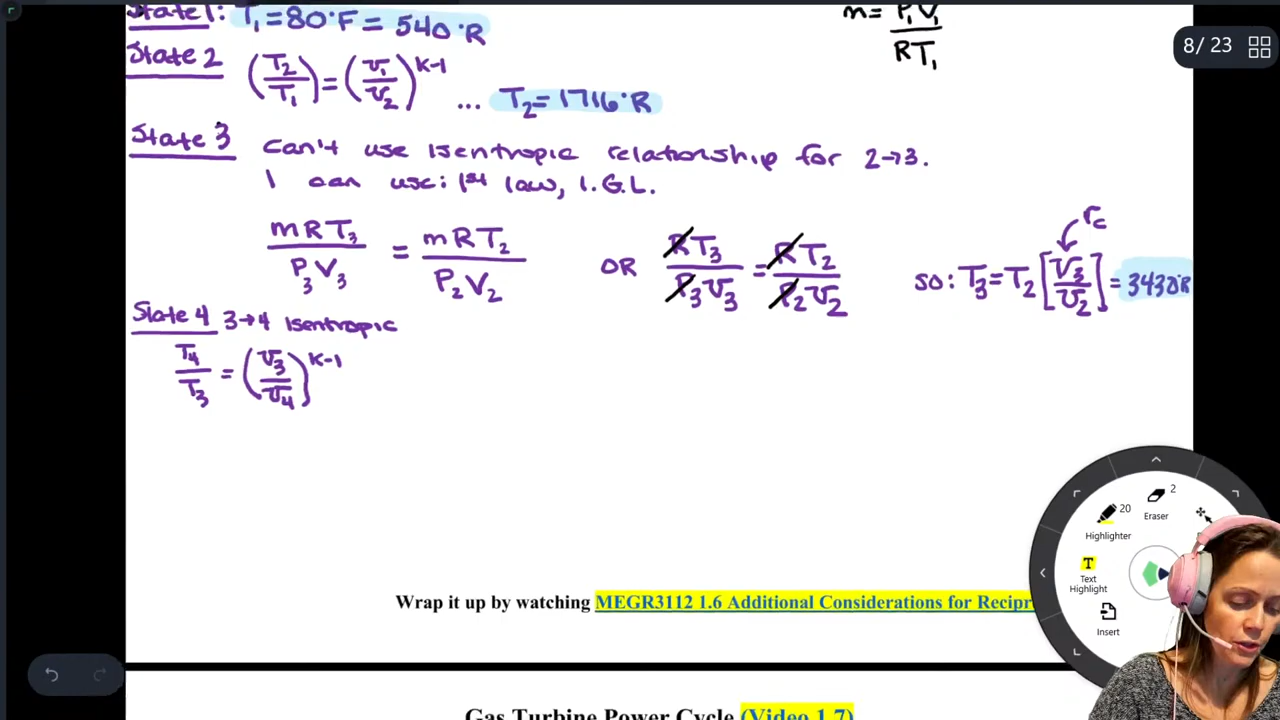 State 1: T₁ = 80°F = 540°R
m = P₁V₁ / RT₁
8 / 23
State 2 (T₂/T₁) = (v₁/v₂)^(k-1) ... T₂ = 1716°R
State 3 Can't use isentropic relationship for 2→3.
I can use: 1st law, I.G.L.
mRT₃ / P₃V₃ = mRT₂ / P₂V₂ OR RT₃ / P₃v₃ = RT₂ / P₂v₂ so: T₃ = T₂ [v₃/v₂] = 3430°R
rc
State 4 3→4 isentropic
T₄/T₃ = (v₃/v₄)^(k-1)
20
Highlighter
2
Eraser
T
Text
Highlight
Insert
Wrap it up by watching MEGR3112 1.6 Additional Considerations for Recipr
Gas Turbine Power Cycle (Video 1.7)